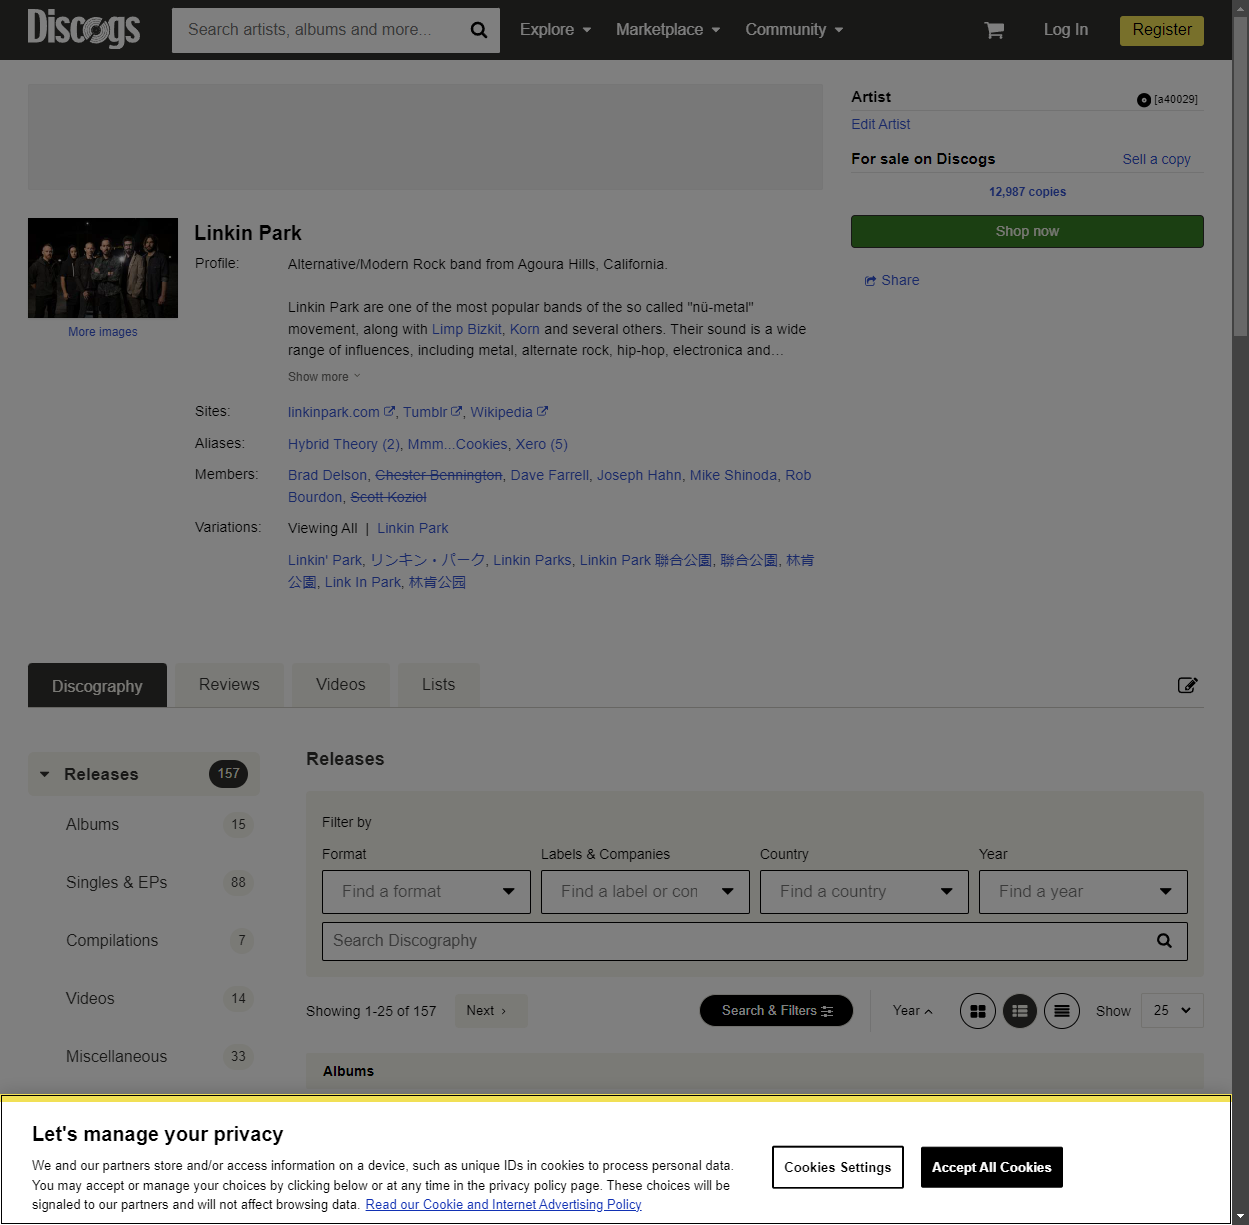 Discogs
Search artists, albums and more...
Explore
Marketplace
Community
Log In
Register
Artist
[a40029]
Edit Artist
For sale on Discogs
Sell a copy
12,987 copies
Shop now
Share
More images
Linkin Park
Profile:
Alternative/Modern Rock band from Agoura Hills, California.
Linkin Park are one of the most popular bands of the so called "nü-metal"
movement, along with Limp Bizkit, Korn and several others. Their sound is a wide
range of influences, including metal, alternate rock, hip-hop, electronica and…
Show more
Sites:
linkinpark.com, Tumblr, Wikipedia
Aliases:
Hybrid Theory (2), Mmm...Cookies, Xero (5)
Members:
Brad Delson, Chester Bennington, Dave Farrell, Joseph Hahn, Mike Shinoda, Rob
Bourdon, Scott Koziol
Variations:
Viewing All | Linkin Park
Linkin' Park, リンキン・パーク, Linkin Parks, Linkin Park 聯合公園, 聯合公園, 林肯
公園, Link In Park, 林肯公园
Discography
Reviews
Videos
Lists
Releases 157
Albums 15
Singles & EPs 88
Compilations 7
Videos 14
Miscellaneous 33
Releases
Filter by
Format
Labels & Companies
Country
Year
Find a format
Find a label or con
Find a country
Find a year
Search Discography
Showing 1-25 of 157
Next ›
Search & Filters
Year
Show
25
Albums
Let's manage your privacy
We and our partners store and/or access information on a device, such as unique IDs in cookies to process personal data.
You may accept or manage your choices by clicking below or at any time in the privacy policy page. These choices will be
signaled to our partners and will not affect browsing data. Read our Cookie and Internet Advertising Policy
Cookies Settings
Accept All Cookies